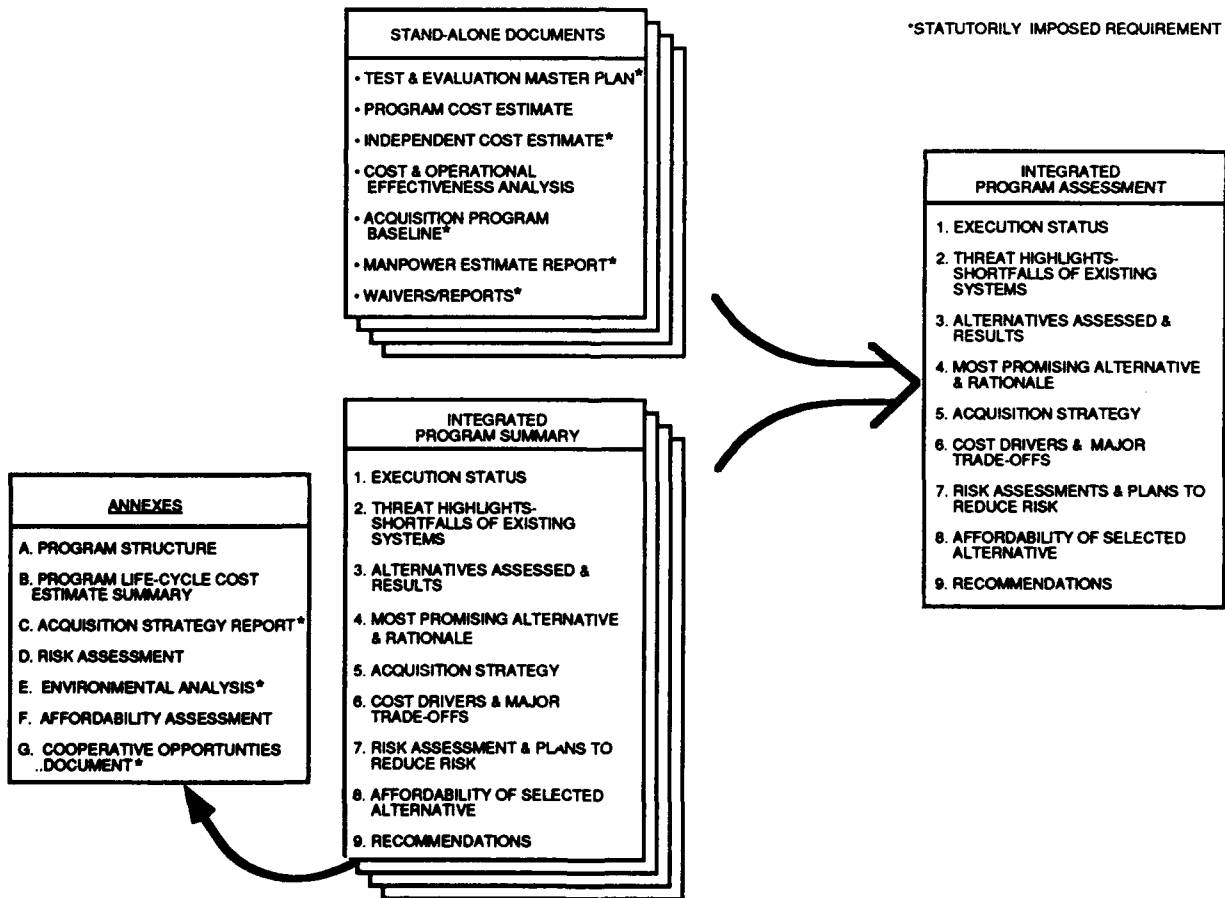 *STATUTORILY IMPOSED REQUIREMENT
STAND-ALONE DOCUMENTS
• TEST & EVALUATION MASTER PLAN*
• PROGRAM COST ESTIMATE
• INDEPENDENT COST ESTIMATE*
• COST & OPERATIONAL
EFFECTIVENESS ANALYSIS
• ACQUISITION PROGRAM
BASELINE*
• MANPOWER ESTIMATE REPORT*
• WAIVERS/REPORTS*
INTEGRATED
PROGRAM SUMMARY
1. EXECUTION STATUS
2. THREAT HIGHLIGHTS-
SHORTFALLS OF EXISTING
SYSTEMS
3. ALTERNATIVES ASSESSED &
RESULTS
4. MOST PROMISING ALTERNATIVE
& RATIONALE
5. ACQUISITION STRATEGY
6. COST DRIVERS & MAJOR
TRADE-OFFS
7. RISK ASSESSMENT & PLANS TO
REDUCE RISK
8. AFFORDABILITY OF SELECTED
ALTERNATIVE
9. RECOMMENDATIONS
ANNEXES
A. PROGRAM STRUCTURE
B. PROGRAM LIFE-CYCLE COST
ESTIMATE SUMMARY
C. ACQUISITION STRATEGY REPORT*
D. RISK ASSESSMENT
E. ENVIRONMENTAL ANALYSIS*
F. AFFORDABILITY ASSESSMENT
G. COOPERATIVE OPPORTUNTIES
..DOCUMENT*
INTEGRATED
PROGRAM ASSESSMENT
1. EXECUTION STATUS
2. THREAT HIGHLIGHTS-
SHORTFALLS OF EXISTING
SYSTEMS
3. ALTERNATIVES ASSESSED &
RESULTS
4. MOST PROMISING ALTERNATIVE
& RATIONALE
5. ACQUISITION STRATEGY
6. COST DRIVERS & MAJOR
TRADE-OFFS
7. RISK ASSESSMENTS & PLANS TO
REDUCE RISK
8. AFFORDABILITY OF SELECTED
ALTERNATIVE
9. RECOMMENDATIONS